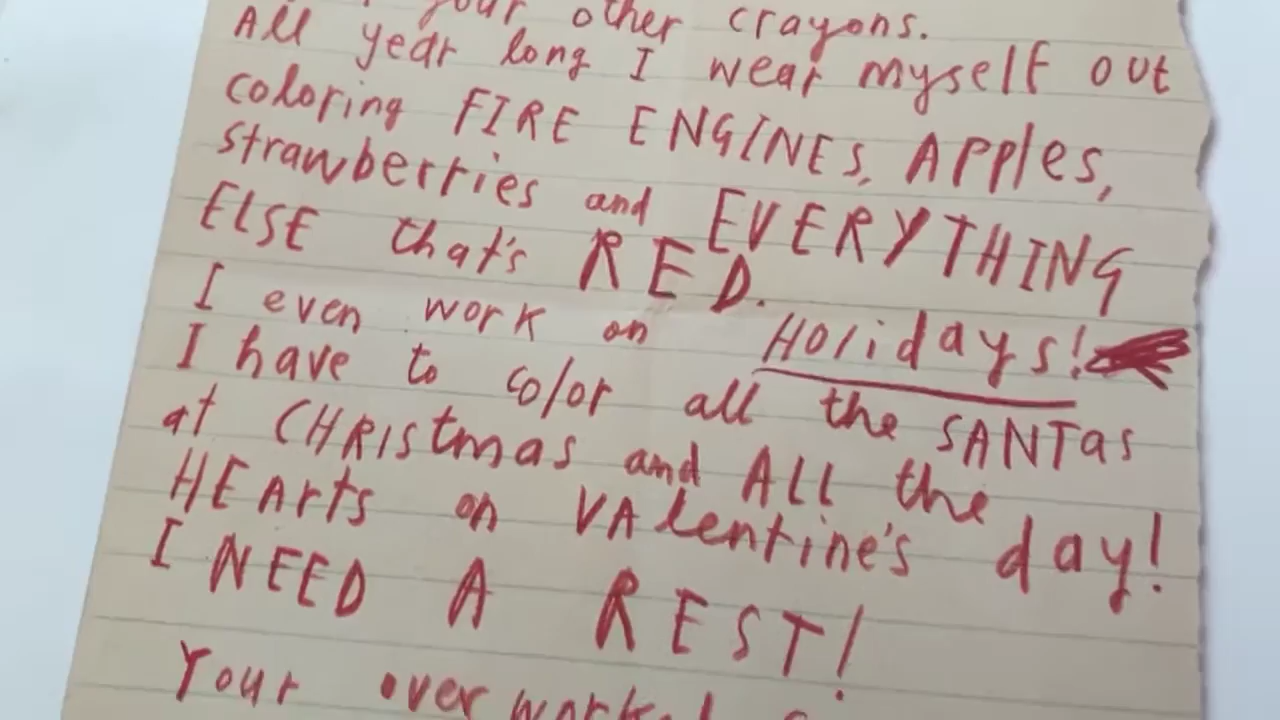 your other crayons.
All year long I wear myself out
coloring FIRE ENGINES, Apples,
strawberries and EVERYTHING
ELSE that's RED.
I even work on Holidays!
I have to color all the SANTas
at CHRIStmas and All the
HEArts on VAlentine's day!
I NEED A REST!
Your over